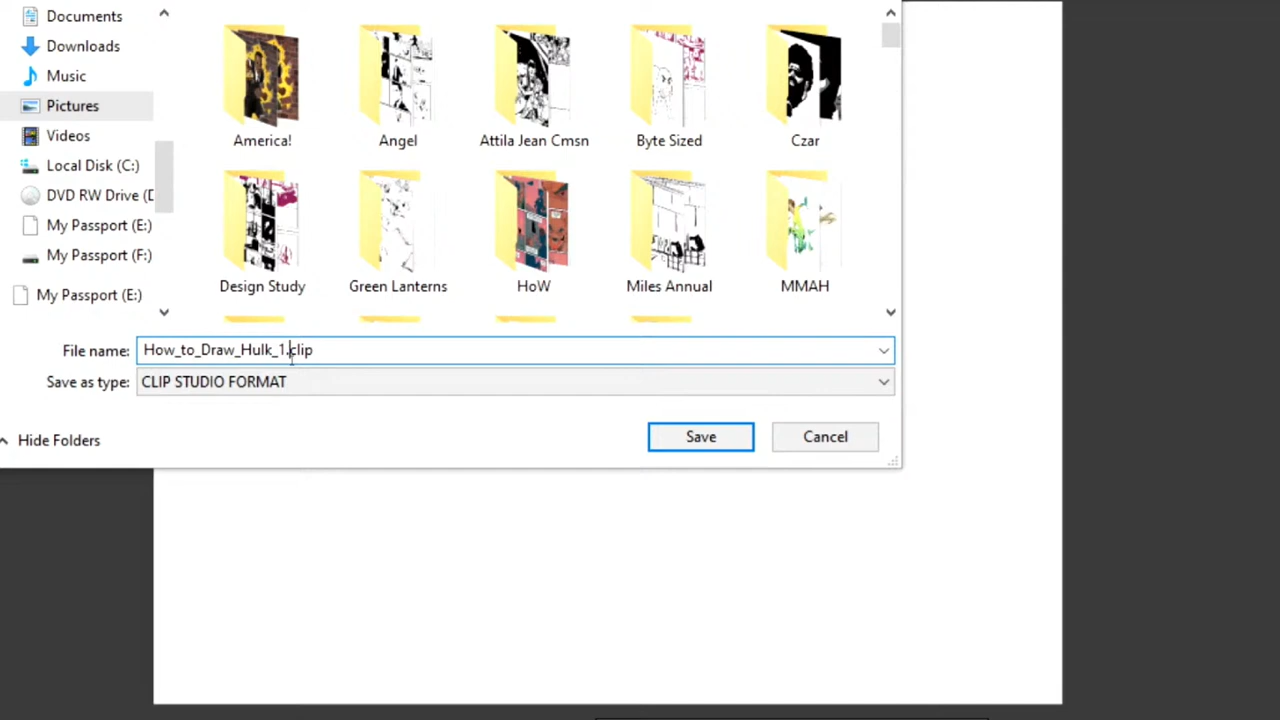 Documents
Downloads
Music
Pictures
Videos
Local Disk (C:)
DVD RW Drive (D
My Passport (E:)
My Passport (F:)
My Passport (E:)
America!
Angel
Attila Jean Cmsn
Byte Sized
Czar
Design Study
Green Lanterns
HoW
Miles Annual
MMAH
File name: How_to_Draw_Hulk_1.clip
Save as type: CLIP STUDIO FORMAT
Hide Folders
Save
Cancel